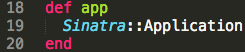 18 def app
19   Sinatra::Application
20 end